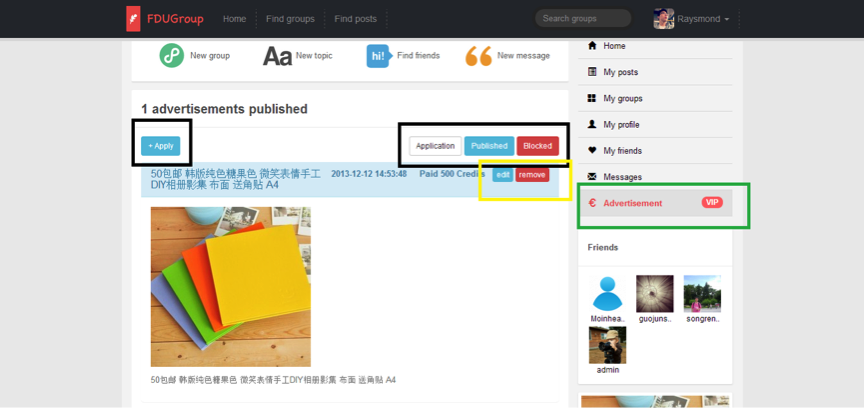 FDUGroup Home Find groups Find posts Search groups Raysmond
New group Aa New topic hi! Find friends New message
1 advertisements published
+ Apply Application Published Blocked
50包邮 韩版纯色糖果色 微笑表情手工 2013-12-12 14:53:48 Paid 500 Credits edit remove
DIY相册影集 布面 送角贴 A4
50包邮 韩版纯色糖果色 微笑表情手工DIY相册影集 布面 送角贴 A4
Home
My posts
My groups
My profile
My friends
Messages
€ Advertisement VIP
Friends
Moinhea.. guojuns.. songren..
admin